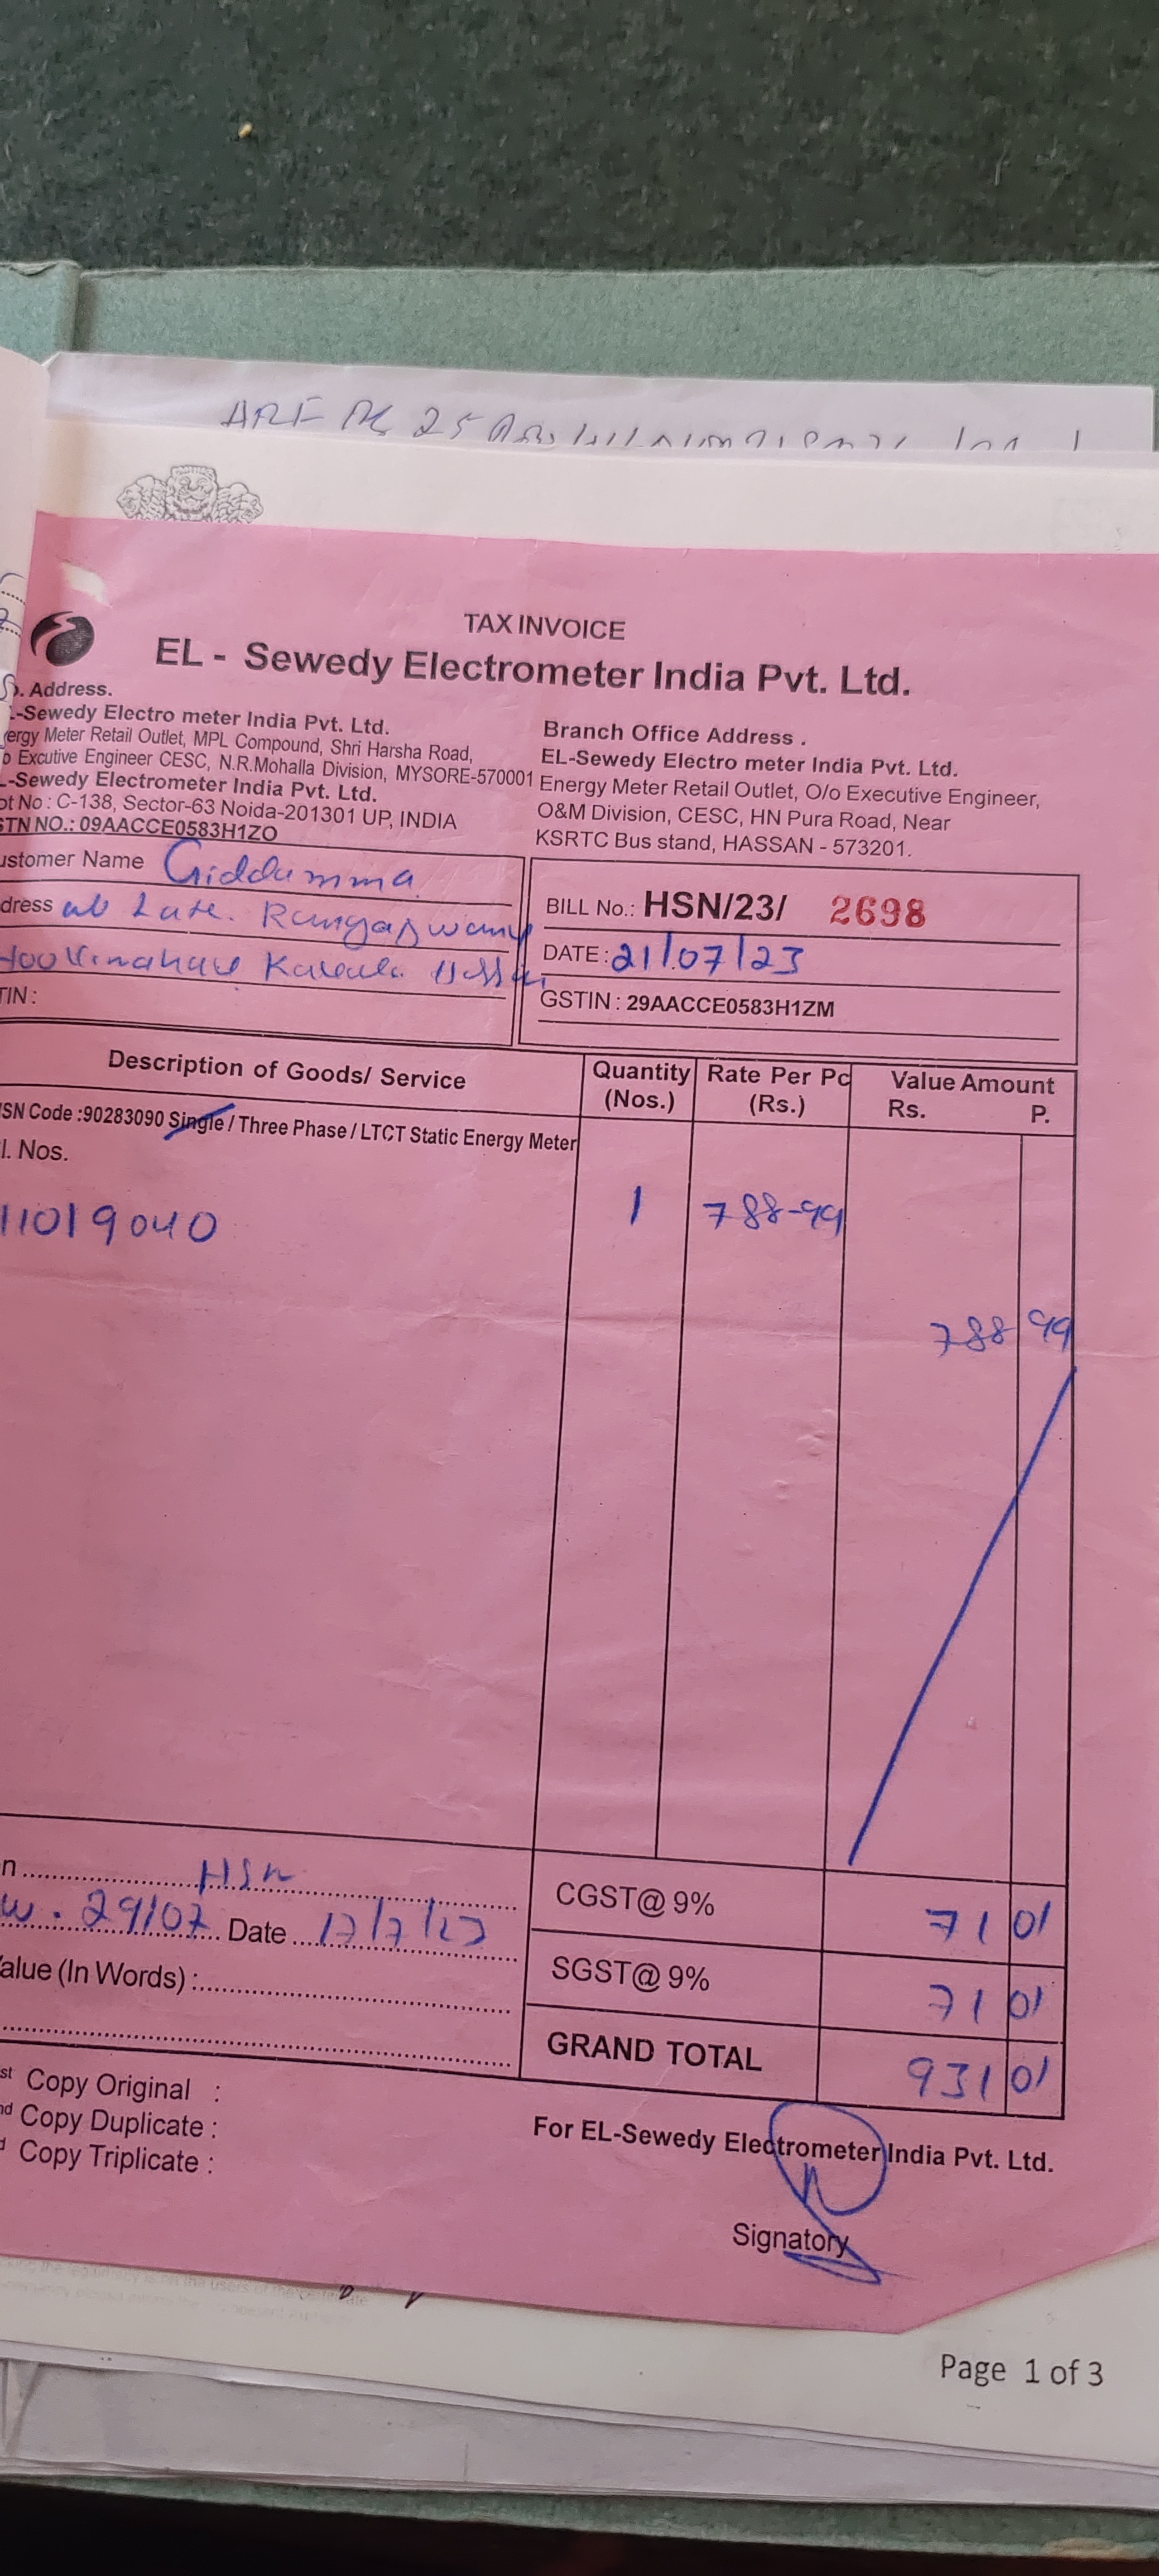 ARF
25
TAX INVOICE
EL - Sewedy Electrometer India Pvt. Ltd.
. Address.
-Sewedy Electro meter India Pvt. Ltd.
ergy Meter Retail Outlet, MPL Compound, Shri Harsha Road,
o Excutive Engineer CESC, N.R.Mohalla Division, MYSORE-570001
-Sewedy Electrometer India Pvt. Ltd.
ot No : C-138, Sector-63 Noida-201301 UP, INDIA
STN NO.: 09AACCE0583H1ZO
Branch Office Address .
EL-Sewedy Electro meter India Pvt. Ltd.
Energy Meter Retail Outlet, O/o Executive Engineer,
O&M Division, CESC, HN Pura Road, Near
KSRTC Bus stand, HASSAN - 573201.
ustomer Name Giddamma
dress Late. Rangaswamy
TIN :
BILL No.: HSN/23/ 2698
DATE : 21/07/23
GSTIN : 29AACCE0583H1ZM
Description of Goods/ Service Quantity (Nos.) Rate Per Pc (Rs.) Value Amount Rs. P.
SN Code :90283090 Single / Three Phase / LTCT Static Energy Meter
l. Nos.
11019040 1 788-99
788 99
n HSN
w. 29/07 Date 17/7/23
alue (In Words) :
CGST@ 9% 71 01
SGST@ 9% 71 01
GRAND TOTAL 931 01
st Copy Original :
nd Copy Duplicate :
d Copy Triplicate :
For EL-Sewedy Electrometer India Pvt. Ltd.
Signatory
Page 1 of 3